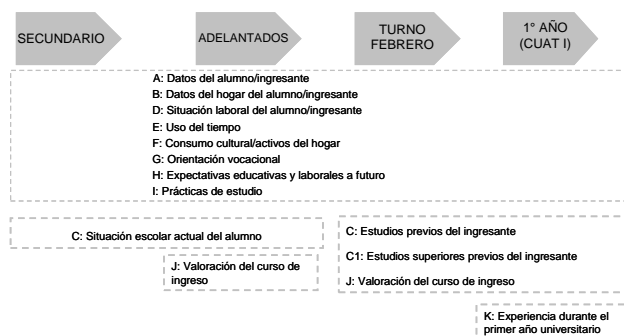 SECUNDARIO
ADELANTADOS
TURNO
FEBRERO
1° AÑO
(CUAT I)
A: Datos del alumno/ingresante
B: Datos del hogar del alumno/ingresante
D: Situación laboral del alumno/ingresante
E: Uso del tiempo
F: Consumo cultural/activos del hogar
G: Orientación vocacional
H: Expectativas educativas y laborales a futuro
I: Prácticas de estudio
C: Situación escolar actual del alumno
J: Valoración del curso de
ingreso
C: Estudios previos del ingresante
C1: Estudios superiores previos del ingresante
J: Valoración del curso de ingreso
K: Experiencia durante el
primer año universitario